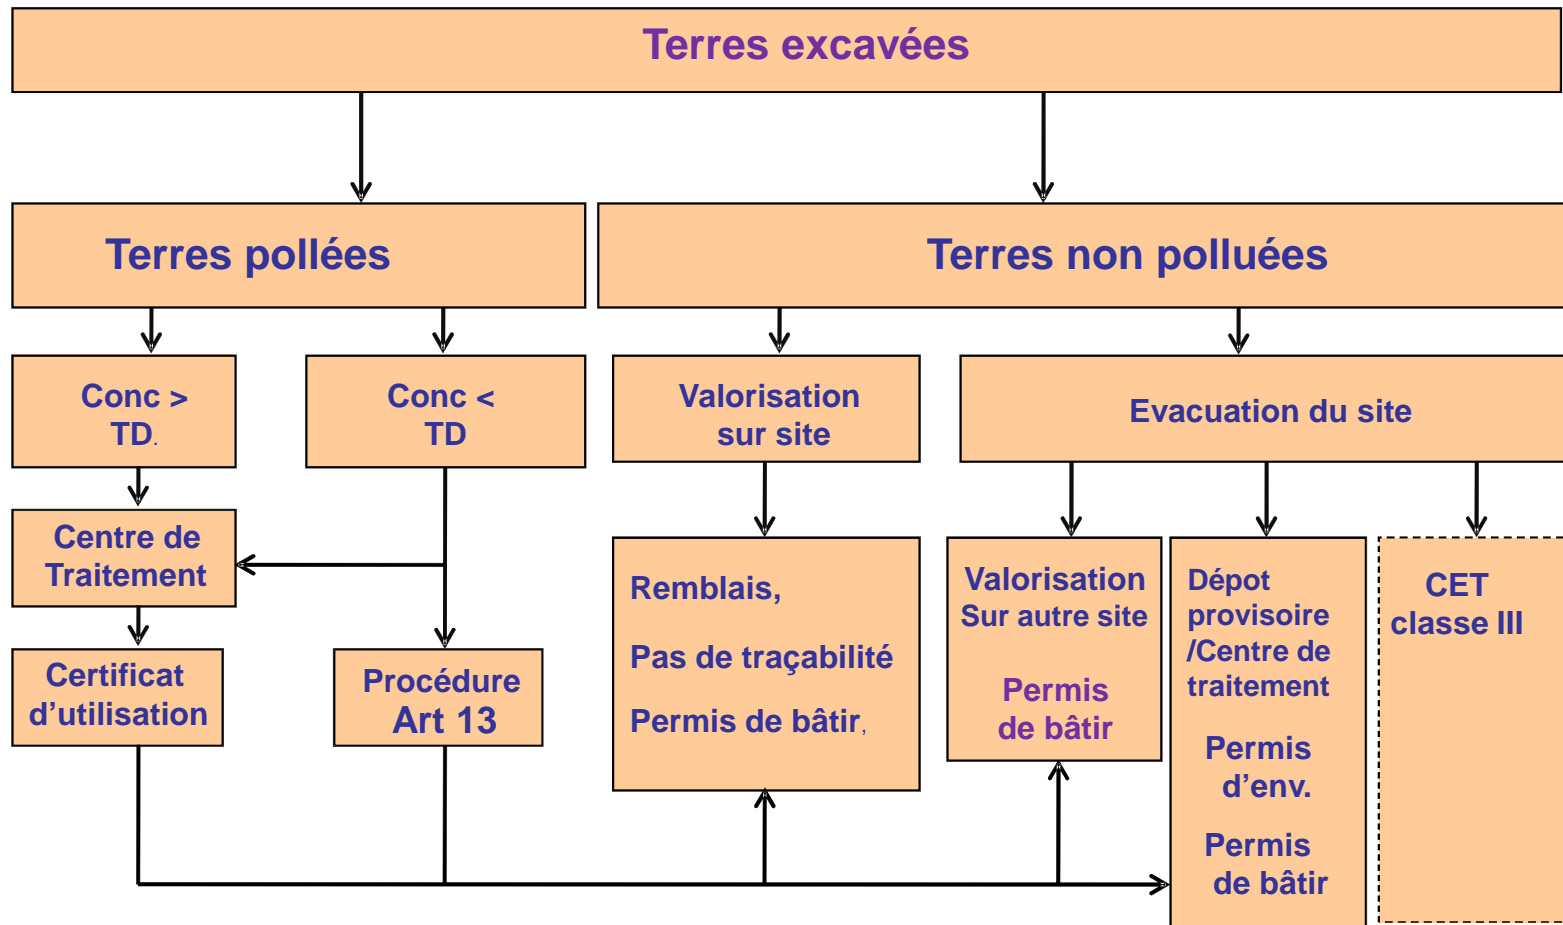 Terres excavées
Terres pollées
Terres non polluées
Conc >
TD.
Conc <
TD
Valorisation
sur site
Evacuation du site
Centre de
Traitement
Certificat
d’utilisation
Procédure
Art 13
Remblais,
Pas de traçabilité
Permis de bâtir,
Valorisation
Sur autre site
Permis
de bâtir
Dépot
provisoire
/Centre de
traitement
Permis
d’env.
Permis
de bâtir
CET
classe III